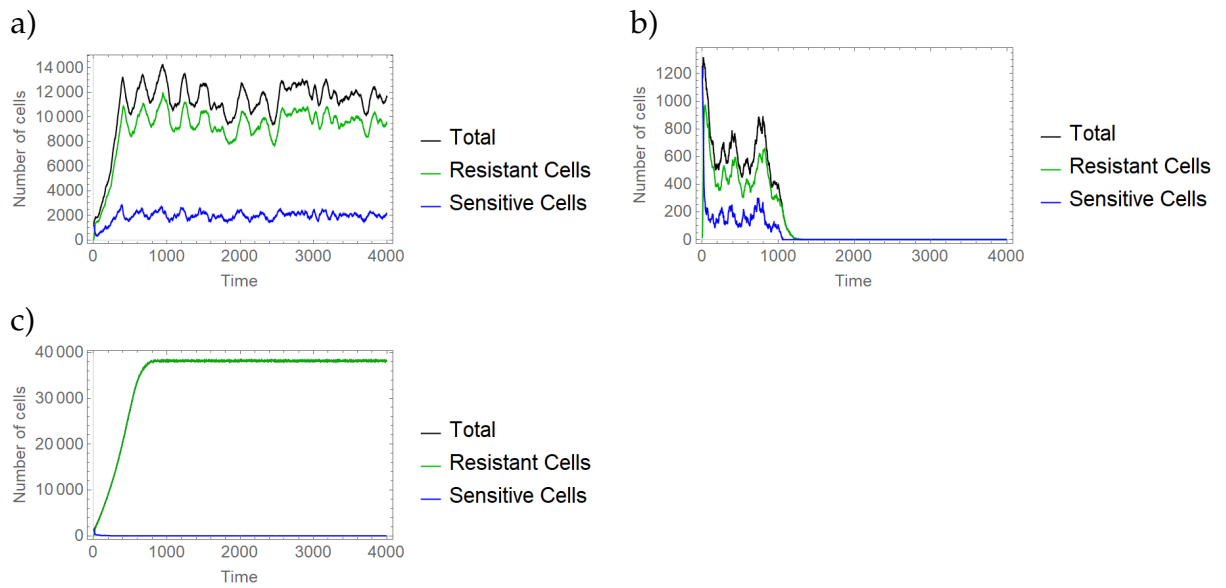 a)
14 000
12 000
10 000
8000
6000
4000
2000
0
Number of cells
0 1000 2000 3000 4000
Time
Total
Resistant Cells
Sensitive Cells
b)
1200
1000
800
600
400
200
0
Number of cells
0 1000 2000 3000 4000
Time
Total
Resistant Cells
Sensitive Cells
c)
40 000
30 000
20 000
10 000
0
Number of cells
0 1000 2000 3000 4000
Time
Total
Resistant Cells
Sensitive Cells